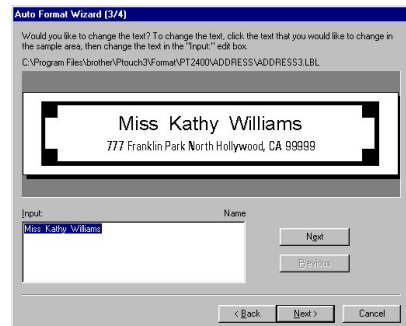 Auto Format Wizard (3/4)
Would you like to change the text? To change the text, click the text that you would like to change in
the sample area, then change the text in the "Input:" edit box.
C:\Program Files\brother\Ptouch3\Format\PT2400\ADDRESS\ADDRESS3.LBL
Miss Kathy Williams
777 Franklin Park North Hollywood, CA 99999
Input: Name
Miss Kathy Williams
Next
Previous
< Back Next > Cancel